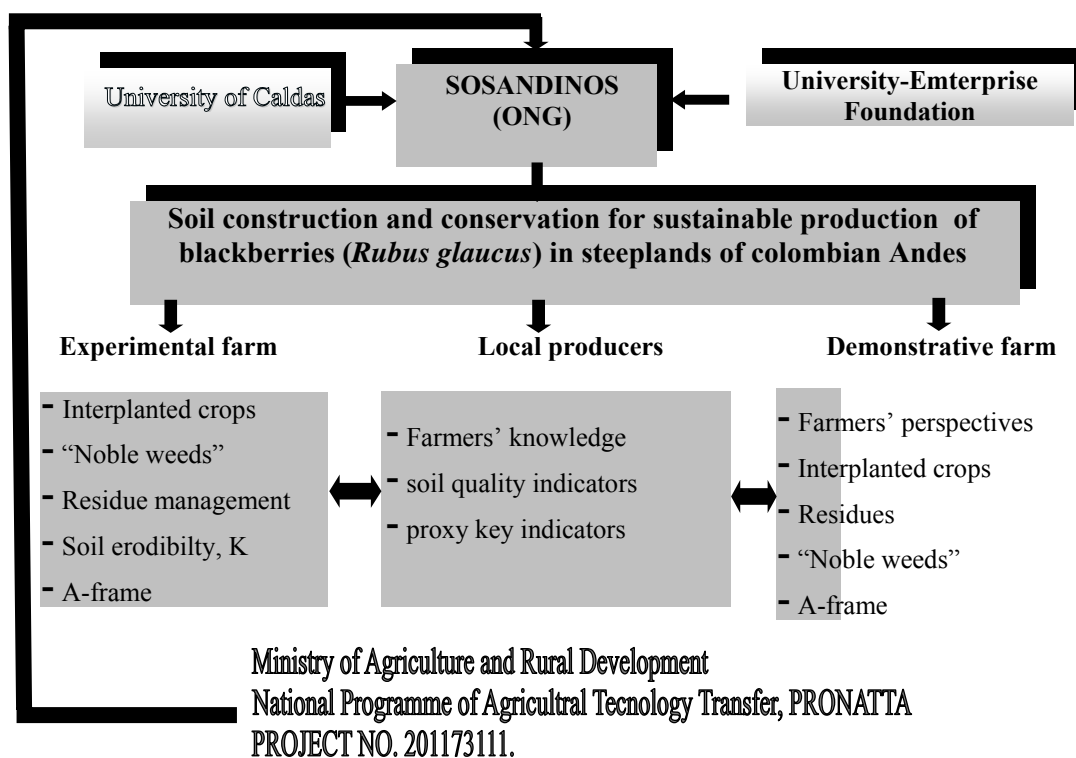 University of Caldas
SOSANDINOS
(ONG)
University-Emterprise
Foundation
Soil construction and conservation for sustainable production of
blackberries (Rubus glaucus) in steeplands of colombian Andes
Experimental farm
- Interplanted crops
- “Noble weeds”
- Residue management
- Soil erodibilty, K
- A-frame
Local producers
- Farmers’ knowledge
- soil quality indicators
- proxy key indicators
Demonstrative farm
- Farmers’ perspectives
- Interplanted crops
- Residues
- “Noble weeds”
- A-frame
Ministry of Agriculture and Rural Development
National Programme of Agricultral Tecnology Transfer, PRONATTA
PROJECT NO. 201173111.